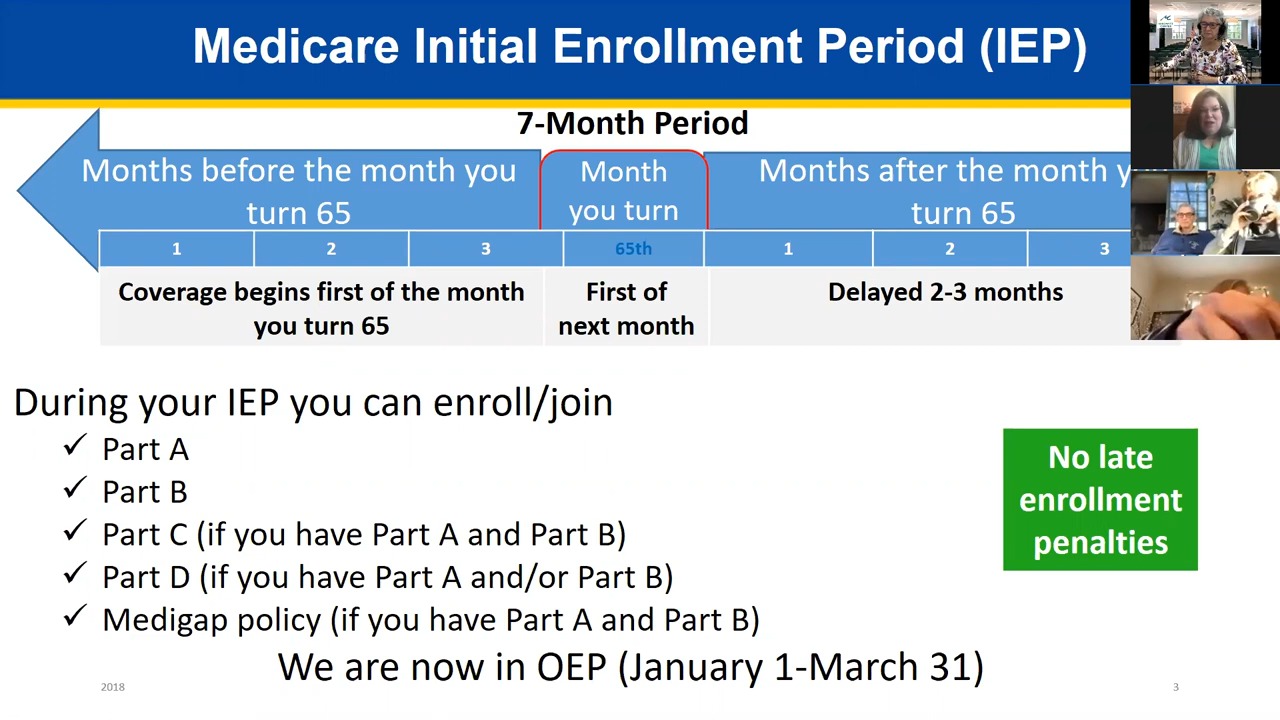 Medicare Initial Enrollment Period (IEP)
7-Month Period
Months before the month you
turn 65
Month
you turn
Months after the month
turn 65
1 2 3 65th 1 2 3
Coverage begins first of the month
you turn 65
First of
next month
Delayed 2-3 months
During your IEP you can enroll/join
✓ Part A
✓ Part B
✓ Part C (if you have Part A and Part B)
✓ Part D (if you have Part A and/or Part B)
✓ Medigap policy (if you have Part A and Part B)
No late
enrollment
penalties
We are now in OEP (January 1-March 31)
2018
3